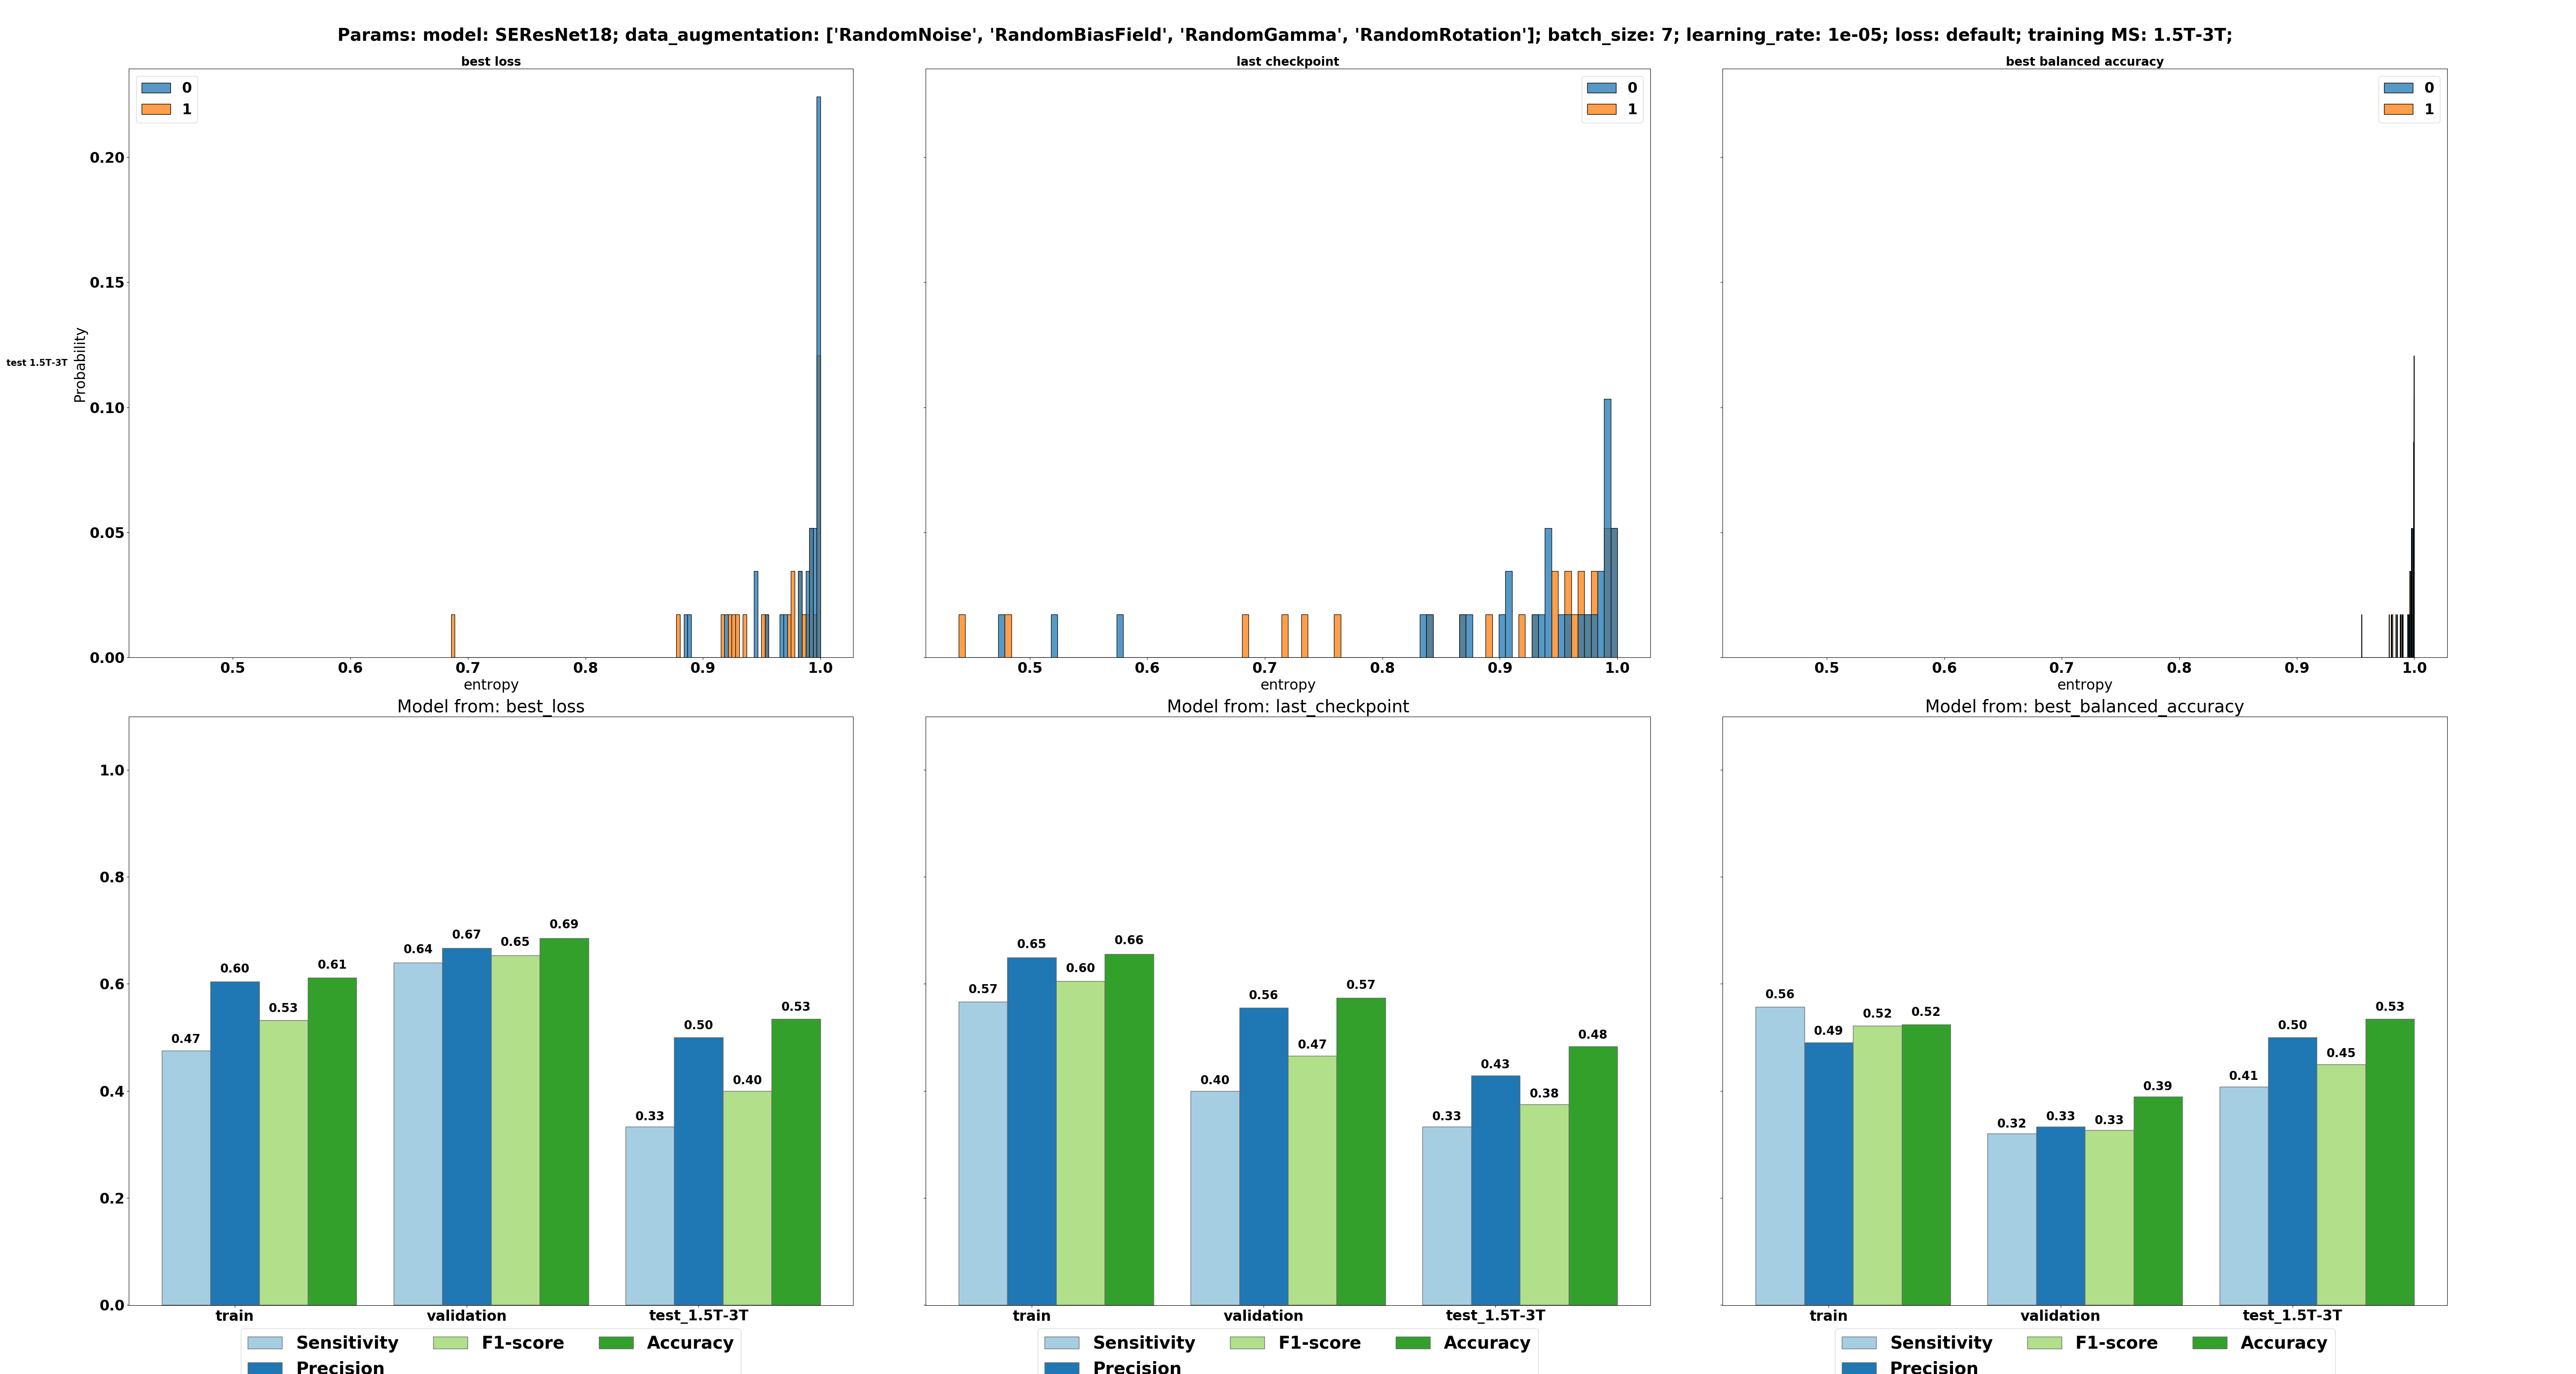 Params: model: SEResNet18; data_augmentation: ['RandomNoise', 'RandomBiasField', 'RandomGamma', 'RandomRotation']; batch_size: 7; learning_rate: 1e-05; loss: default; training MS: 1.5T-3T;
best loss
0
1
0.20
0.15
0.10
0.05
0.00
Probability
test 1.5T-3T
0.5 0.6 0.7 0.8 0.9 1.0
entropy
last checkpoint
0
1
0.5 0.6 0.7 0.8 0.9 1.0
entropy
best balanced accuracy
0
1
0.5 0.6 0.7 0.8 0.9 1.0
entropy
Model from: best_loss
1.0
0.8
0.6
0.4
0.2
0.0
0.47 0.60 0.53 0.61
0.64 0.67 0.65 0.69
0.33 0.50 0.40 0.53
train validation test_1.5T-3T
Sensitivity F1-score Accuracy
Precision
Model from: last_checkpoint
0.57 0.65 0.60 0.66
0.40 0.56 0.47 0.57
0.33 0.43 0.38 0.48
train validation test_1.5T-3T
Sensitivity F1-score Accuracy
Precision
Model from: best_balanced_accuracy
0.56 0.49 0.52 0.52
0.32 0.33 0.33 0.39
0.41 0.50 0.45 0.53
train validation test_1.5T-3T
Sensitivity F1-score Accuracy
Precision